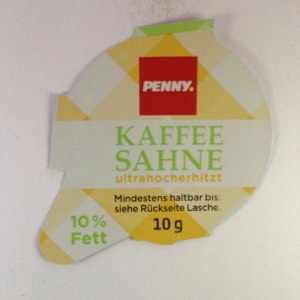 PENNY.
KAFFEE
SAHNE
ultrahocherhitzt
Mindestens haltbar bis:
siehe Rückseite Lasche.
10 g
10%
Fett